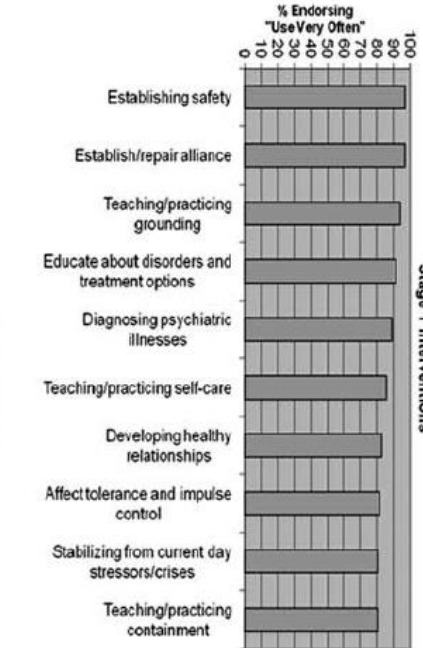 % Endorsing
"Use Very Often"
0 10 20 30 40 50 60 70 80 90 100
Establishing safety
Establish/repair alliance
Teaching/practicing
grounding
Educate about disorders and
treatment options
Diagnosing psychiatric
illnesses
Teaching/practicing self-care
Developing healthy
relationships
Affect tolerance and impulse
control
Stabilizing from current day
stressors/crises
Teaching/practicing
containment
Interventions